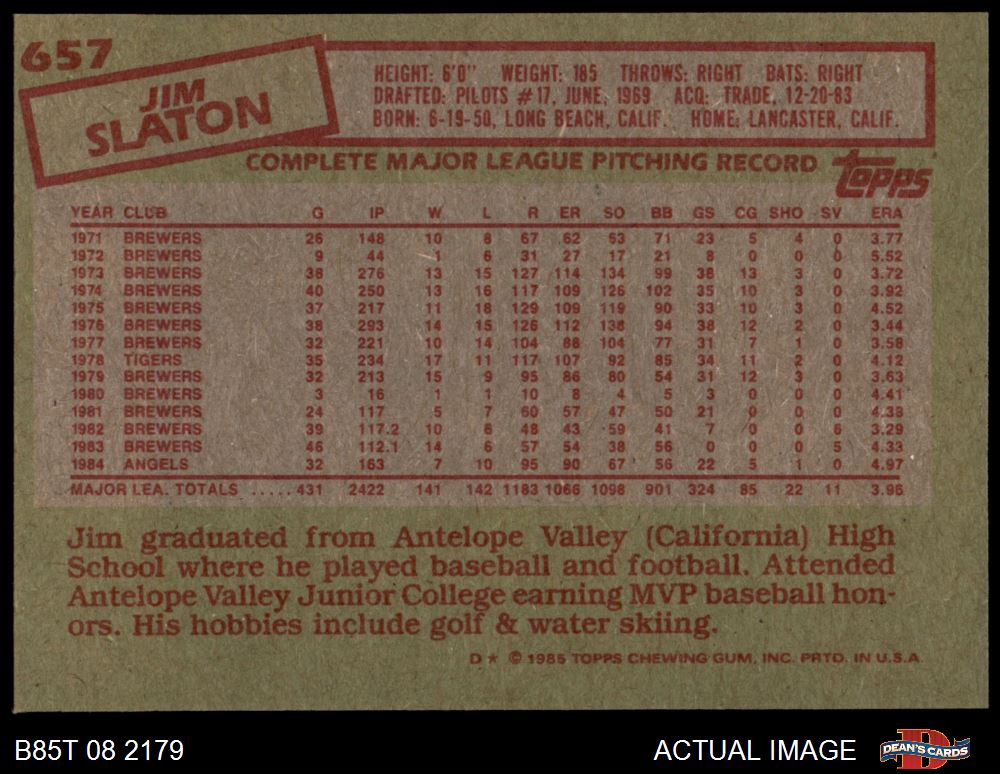 657
JIM
SLATON
HEIGHT: 6'0" WEIGHT: 185 THROWS: RIGHT BATS: RIGHT
DRAFTED: PILOTS #17, JUNE, 1969 ACQ: TRADE, 12-20-83
BORN: 6-19-50, LONG BEACH, CALIF. HOME: LANCASTER, CALIF.
COMPLETE MAJOR LEAGUE PITCHING RECORD
topps
YEAR CLUB G IP W L R ER SO BB GS CG SHO SV ERA
1971 BREWERS 26 148 10 8 67 62 63 71 23 5 4 0 3.77
1972 BREWERS 9 44 1 6 31 27 17 21 8 0 0 0 5.52
1973 BREWERS 38 276 13 15 127 114 134 99 38 13 3 0 3.72
1974 BREWERS 40 250 13 16 117 109 126 102 35 10 3 0 3.92
1975 BREWERS 37 217 11 18 129 109 119 90 33 10 3 0 4.52
1976 BREWERS 38 293 14 15 126 112 138 94 38 12 2 0 3.44
1977 BREWERS 32 221 10 14 104 88 104 77 31 7 1 0 3.58
1978 TIGERS 35 234 17 11 117 107 92 85 34 11 2 0 4.12
1979 BREWERS 32 213 15 9 95 86 80 54 31 12 3 0 3.63
1980 BREWERS 3 16 1 1 10 8 4 5 3 0 0 0 4.41
1981 BREWERS 24 117 5 7 60 57 47 50 21 0 0 0 4.38
1982 BREWERS 39 117.2 10 6 48 43 59 41 7 0 0 6 3.29
1983 BREWERS 46 112.1 14 6 57 54 38 56 0 0 0 5 4.33
1984 ANGELS 32 163 7 10 95 90 67 56 22 5 1 0 4.97
MAJOR LEA. TOTALS ..... 431 2422 141 142 1183 1066 1098 901 324 85 22 11 3.96
Jim graduated from Antelope Valley (California) High
School where he played baseball and football. Attended
Antelope Valley Junior College earning MVP baseball hon-
ors. His hobbies include golf & water skiing.
D* © 1985 TOPPS CHEWING GUM, INC. PRTD. IN U.S.A.
B85T 08 2179
ACTUAL IMAGE
DEAN'S CARDS